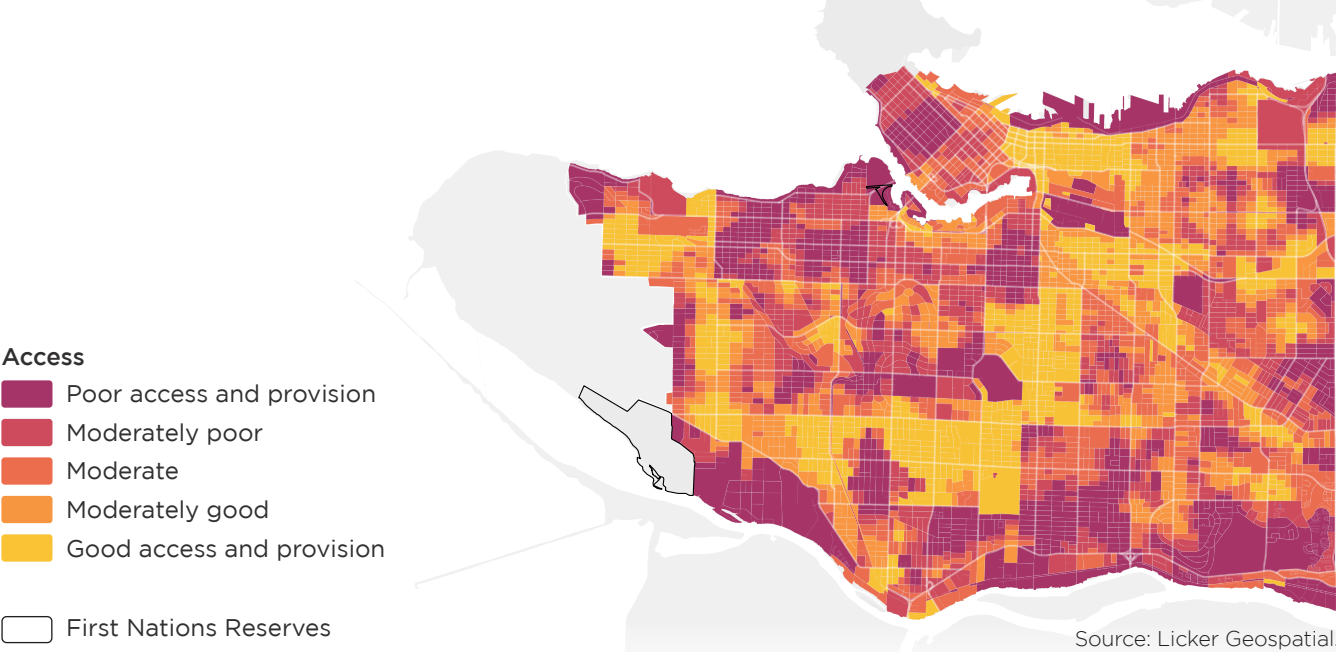 Access
Poor access and provision
Moderately poor
Moderate
Moderately good
Good access and provision
First Nations Reserves
Source: Licker Geospatial